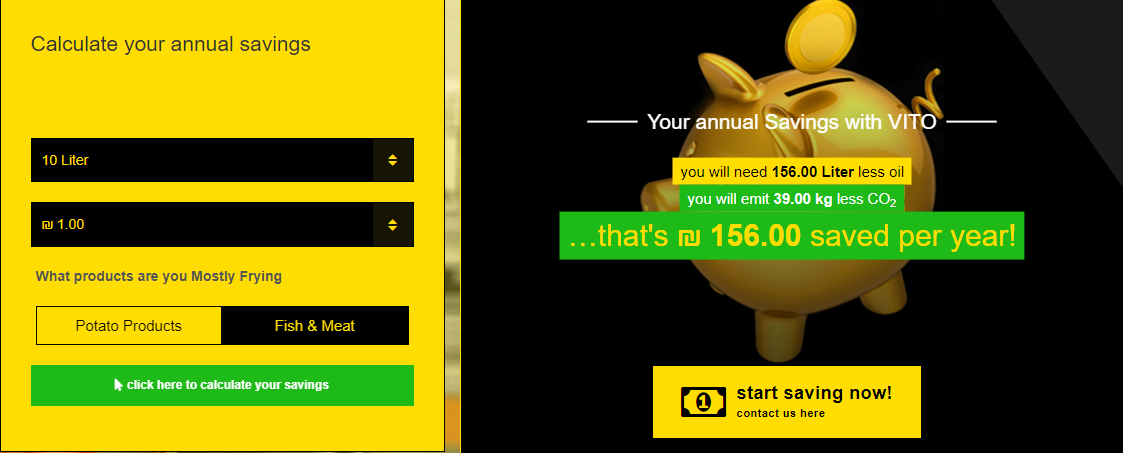 Calculate your annual savings
10 Liter
₪ 1.00
What products are you Mostly Frying
Potato Products
Fish & Meat
click here to calculate your savings
Your annual Savings with VITO
you will need 156.00 Liter less oil
you will emit 39.00 kg less CO₂
...that's ₪ 156.00 saved per year!
1
start saving now!
contact us here